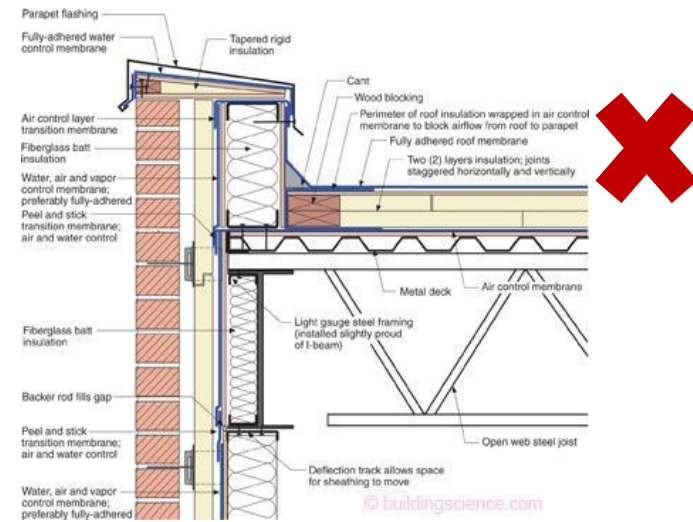 Parapet flashing
Fully-adhered water
control membrane
Tapered rigid
insulation
Cant
Wood blocking
Perimeter of roof insulation wrapped in air control
membrane to block airflow from roof to parapet
Fully adhered roof membrane
Two (2) layers insulation; joints
staggered horizontally and vertically
Air control layer
transition membrane
Fiberglass batt
insulation
Water, air and vapor
control membrane;
preferably fully-adhered
Peel and stick
transition membrane;
air and water control
Metal deck
Air control membrane
Light gauge steel framing
(installed slightly proud
of I-beam)
Fiberglass batt
insulation
Backer rod fills gap
Peel and stick
transition membrane;
air and water control
Open web steel joist
Deflection track allows space
for sheathing to move
Water, air and vapor
control membrane;
preferably fully-adhered
© buildingscience.com